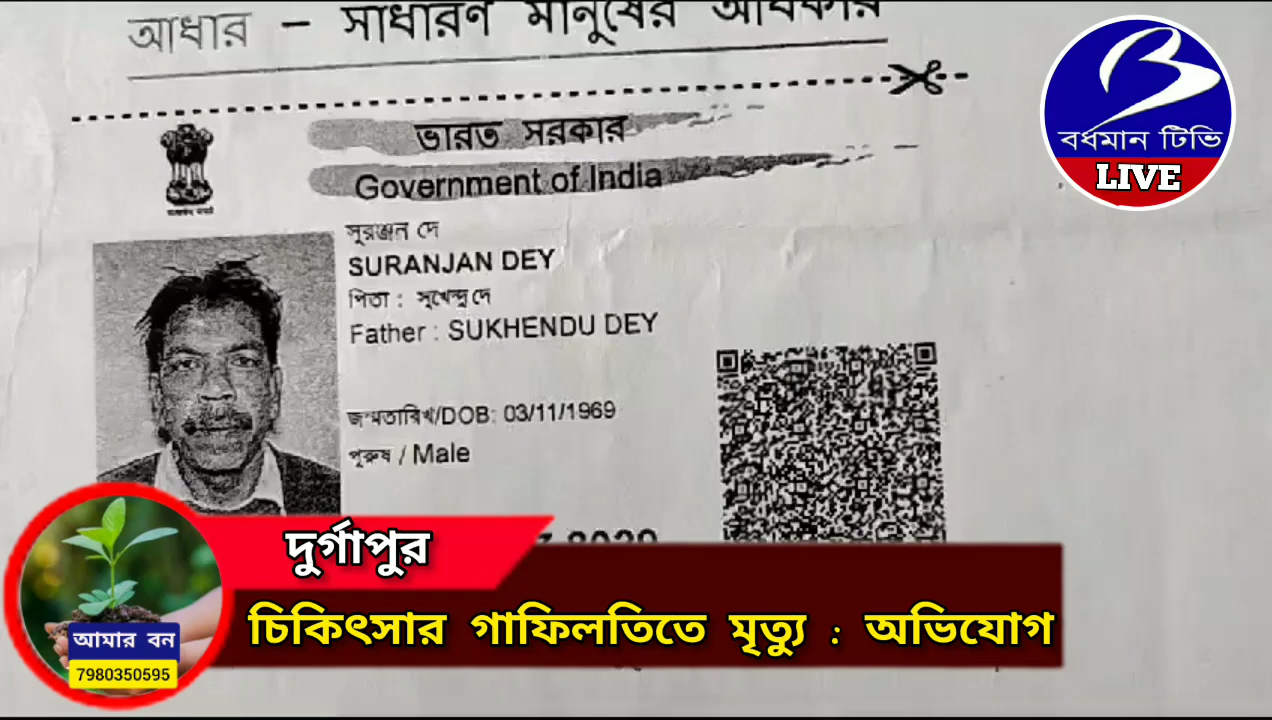 আধার – সাধারণ মানুষের অধিকার
ভারত সরকার
Government of India
সুরঞ্জন দে
SURANJAN DEY
পিতা : সুখেন্দু দে
Father : SUKHENDU DEY
জন্মতারিখ/DOB: 03/11/1969
পুরুষ / Male
বর্ধমান টিভি
LIVE
দুর্গাপুর
চিকিৎসার গাফিলতিতে মৃত্যু : অভিযোগ
আমার বন
7980350595